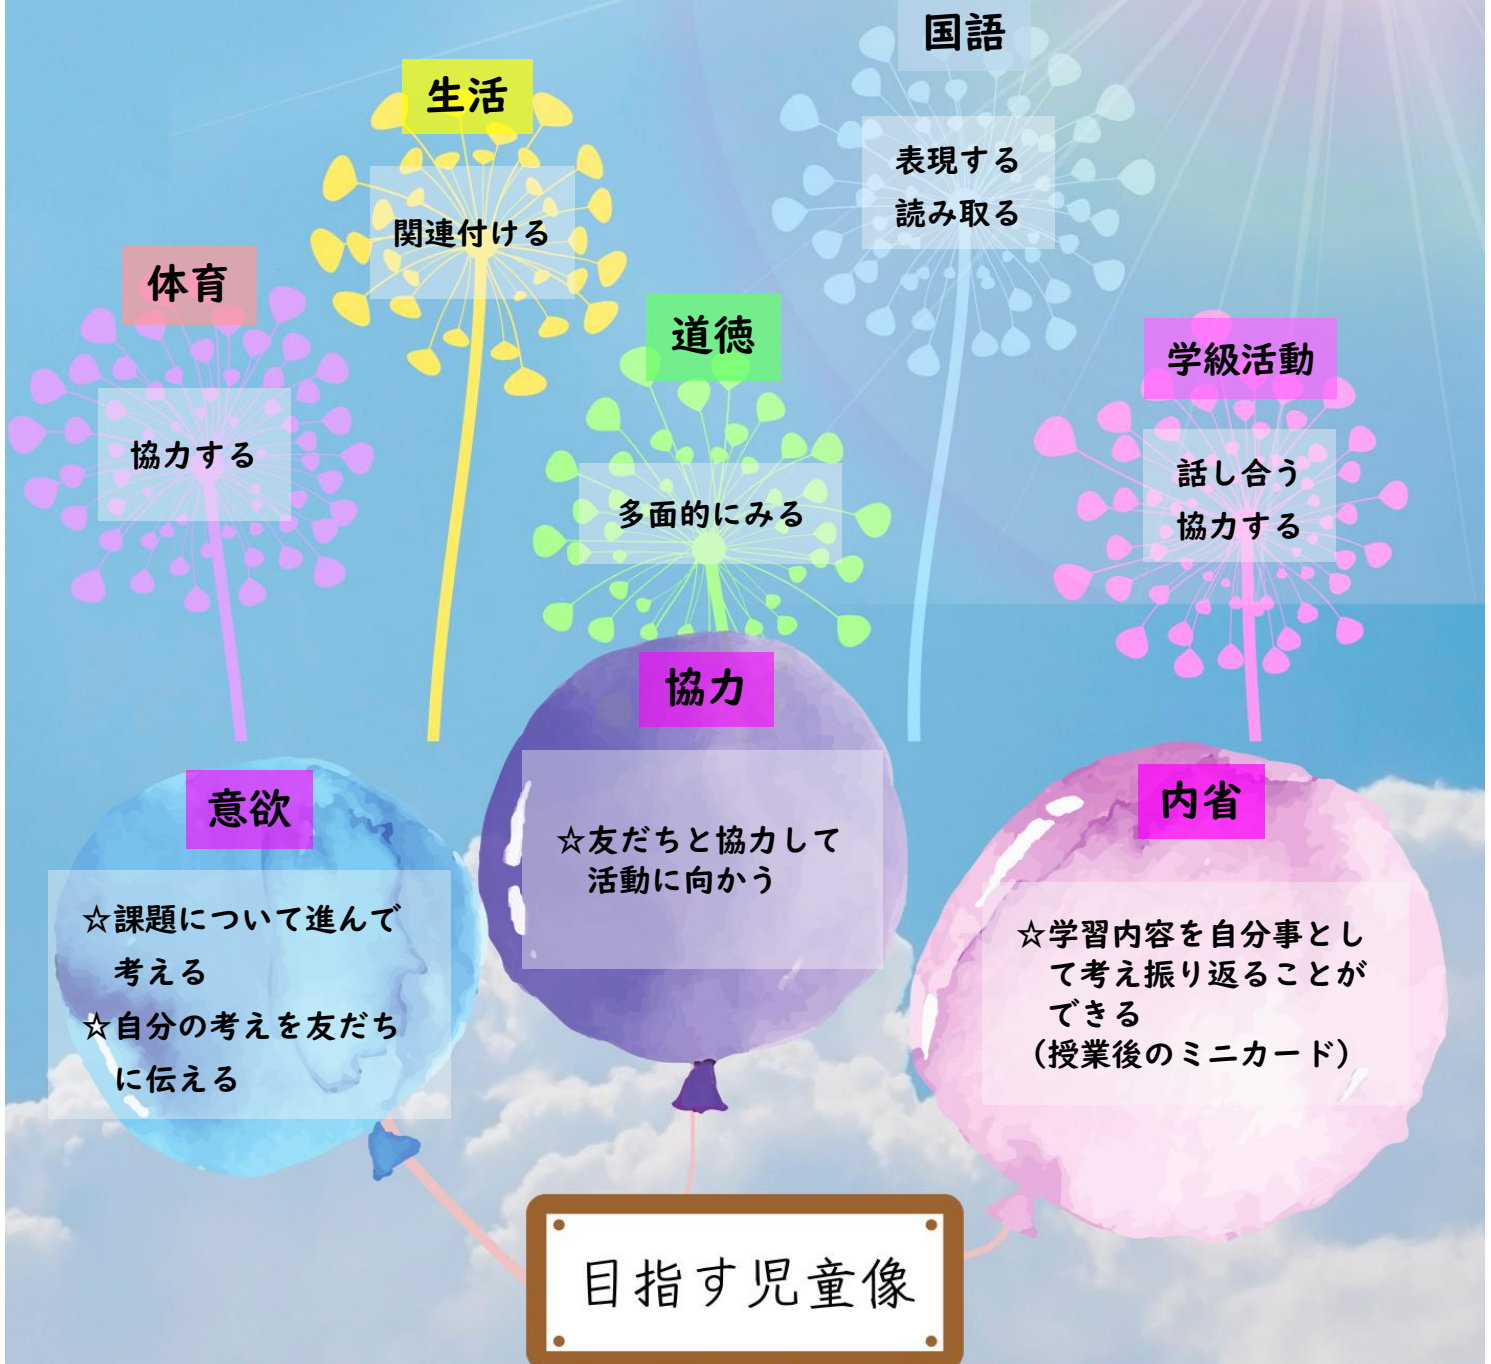 国語
表現する
読み取る
生活
関連付ける
体育
協力する
道徳
多面的にみる
学級活動
話し合う
協力する
協力
☆友だちと協力して
活動に向かう
意欲
☆課題について進んで
考える
☆自分の考えを友だち
に伝える
内省
☆学習内容を自分事とし
て考え振り返ることが
できる
（授業後のミニカード）
目指す児童像